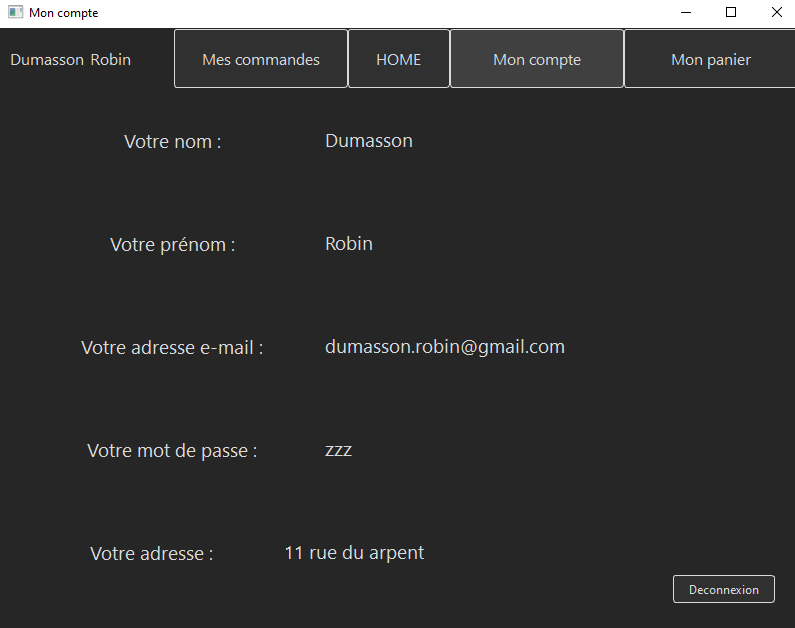 Mon compte
Dumasson Robin
Mes commandes
HOME
Mon compte
Mon panier
Votre nom : Dumasson
Votre prénom : Robin
Votre adresse e-mail : dumasson.robin@gmail.com
Votre mot de passe : zzz
Votre adresse : 11 rue du arpent
Deconnexion